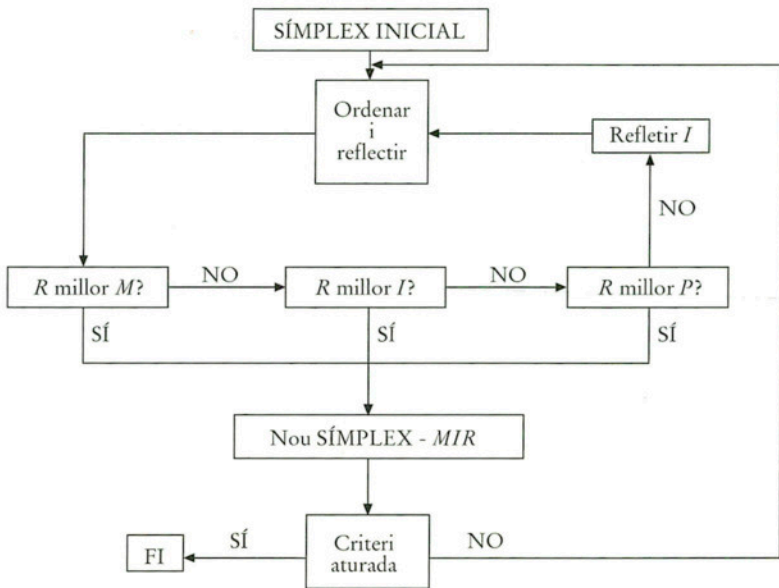 SÍMPLEX INICIAL
Ordenar
i
reflectir
Refletir I
NO
R millor M?
NO
R millor I?
NO
R millor P?
SÍ
SÍ
SÍ
Nou SÍMPLEX - MIR
FI
SÍ
Criteri
aturada
NO